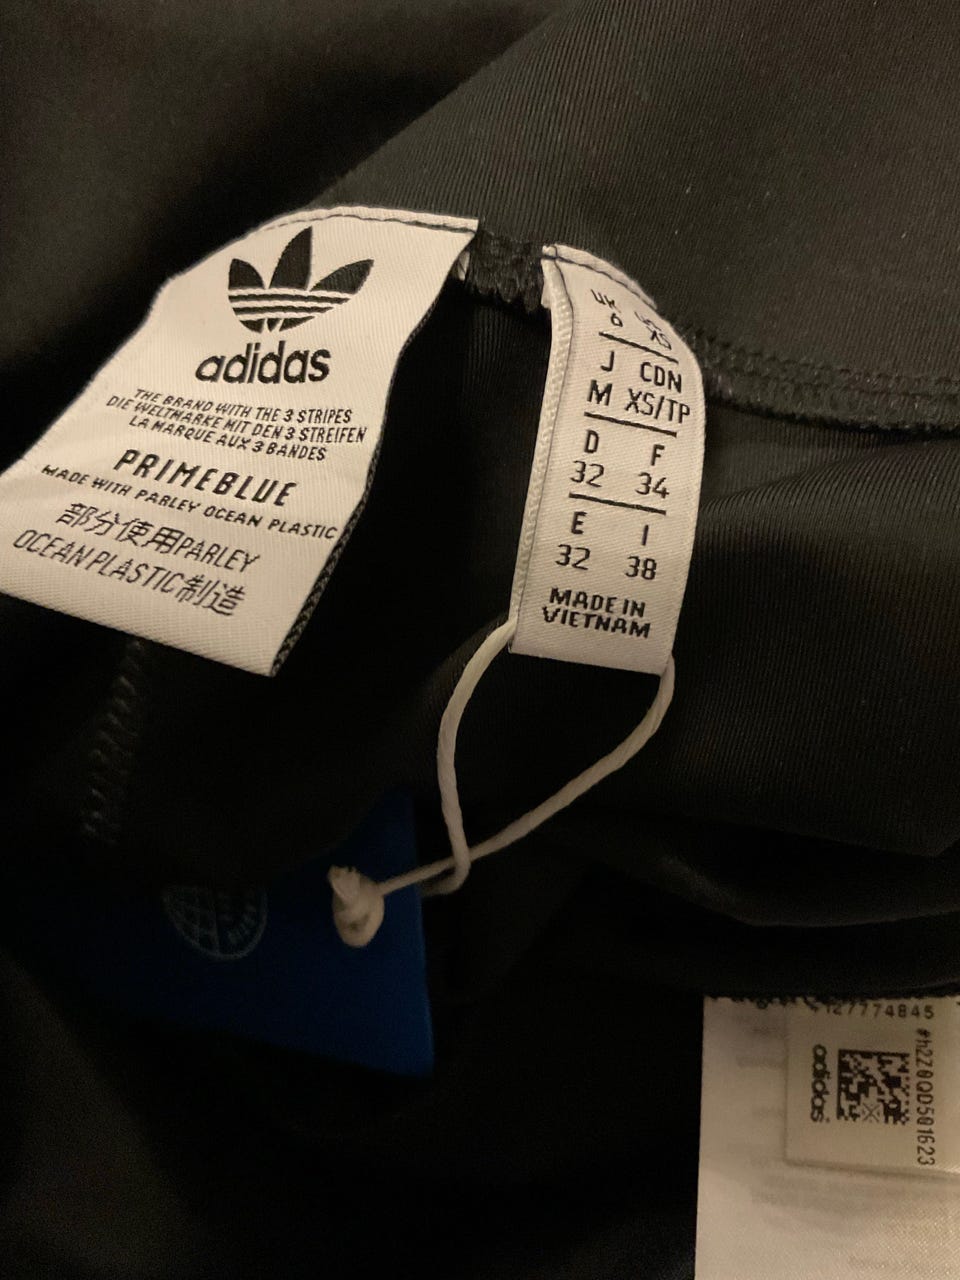 adidas
THE BRAND WITH THE 3 STRIPES
DIE WELTMARKE MIT DEN 3 STREIFEN
LA MARQUE AUX 3 BANDES
PRIMEBLUE
MADE WITH PARLEY OCEAN PLASTIC
部分使用PARLEY
OCEAN PLASTIC制造
UK
6 XS
J CDN
M XS/TP
D F
32 34
E I
32 38
MADE IN
VIETNAM
127774845
adidas
#h2Z0QD501623